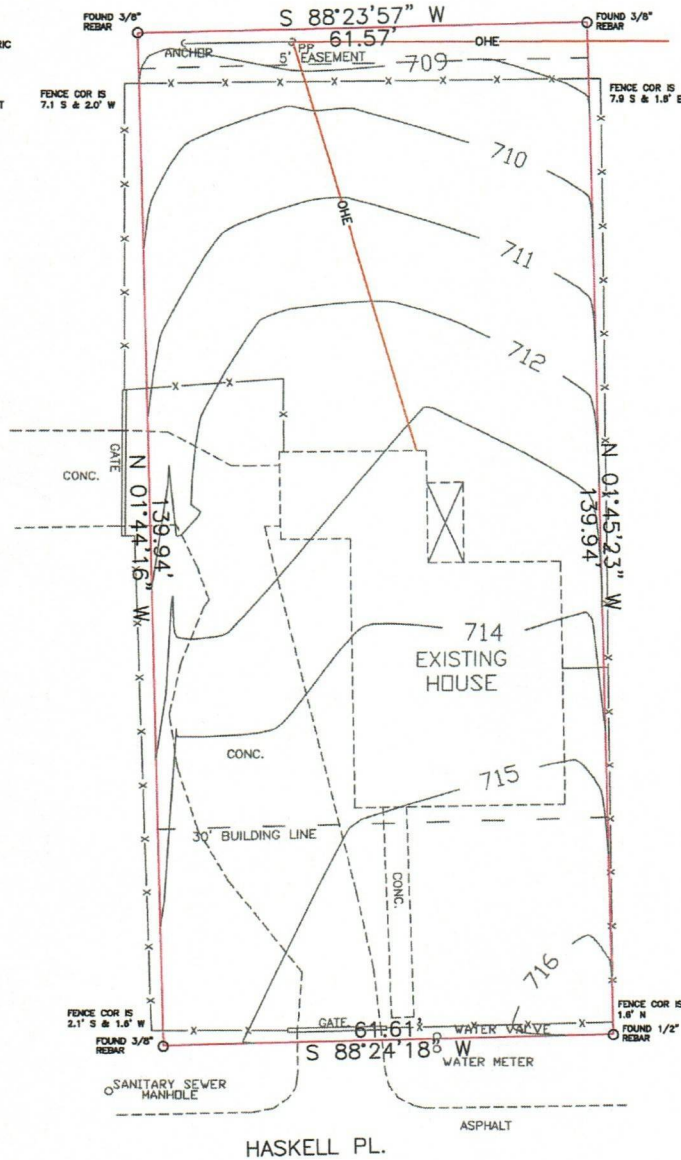 S 88°23'57" W
61.57'
FOUND 3/8"
REBAR
FOUND 3/8"
REBAR
RIC
ANCHOR
PP
5' EASEMENT
OHE
709
FENCE COR IS
7.1 S & 2.0' W
T
FENCE COR IS
7.9 S & 1.8' E
710
OHE
711
712
GATE
CONC.
N 01°44'16" W
139.94'
N 01°45'23" W
139.94'
714
EXISTING
HOUSE
CONC.
715
30' BUILDING LINE
CONC.
716
FENCE COR IS
2.1' S & 1.6' W
FOUND 3/8"
REBAR
GATE
61.61'
WATER VALVE
S 88°24'18" W
WATER METER
FENCE COR IS
1.6' N
FOUND 1/2"
REBAR
SANITARY SEWER
MANHOLE
ASPHALT
HASKELL PL.